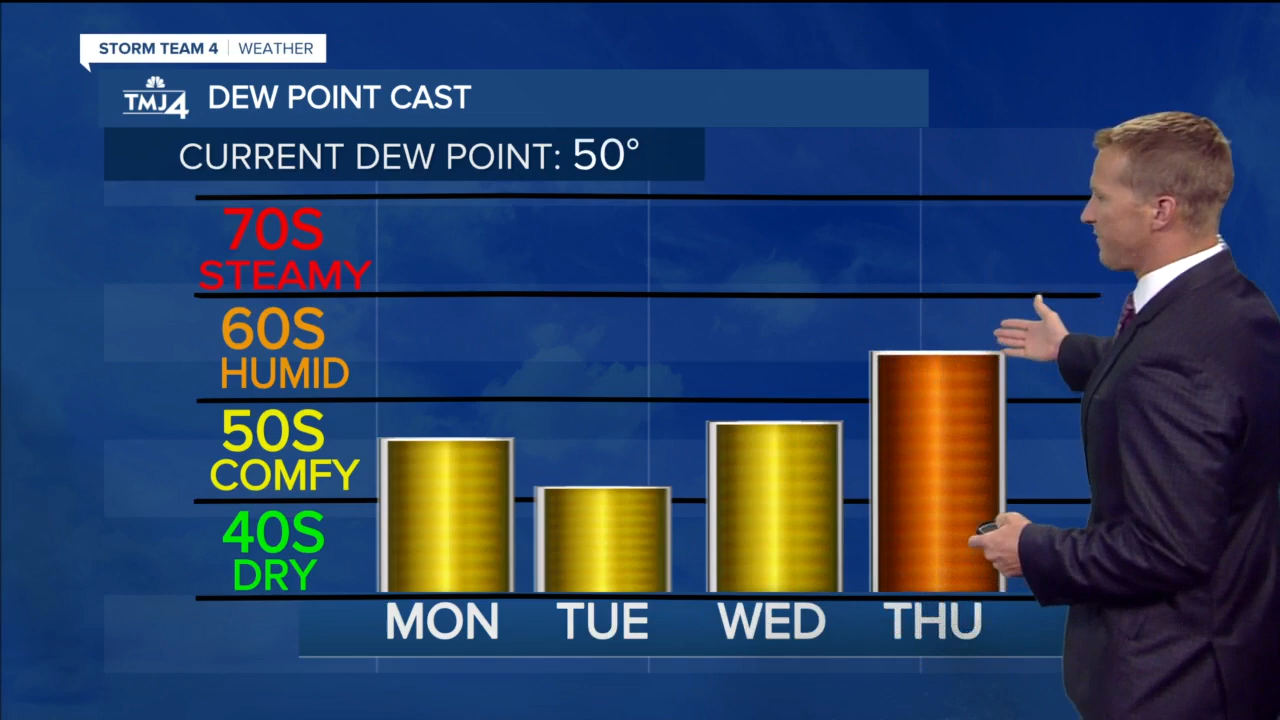 STORM TEAM 4 | WEATHER
TMJ4
DEW POINT CAST
CURRENT DEW POINT: 50°
70S
STEAMY
60S
HUMID
50S
COMFY
40S
DRY
MON TUE WED THU